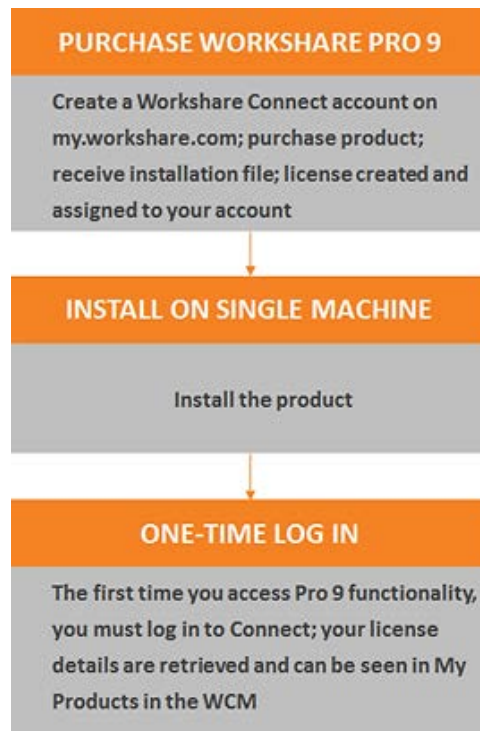 PURCHASE WORKSHARE PRO 9
Create a Workshare Connect account on
my.workshare.com; purchase product;
receive installation file; license created and
assigned to your account
INSTALL ON SINGLE MACHINE
Install the product
ONE-TIME LOG IN
The first time you access Pro 9 functionality,
you must log in to Connect; your license
details are retrieved and can be seen in My
Products in the WCM